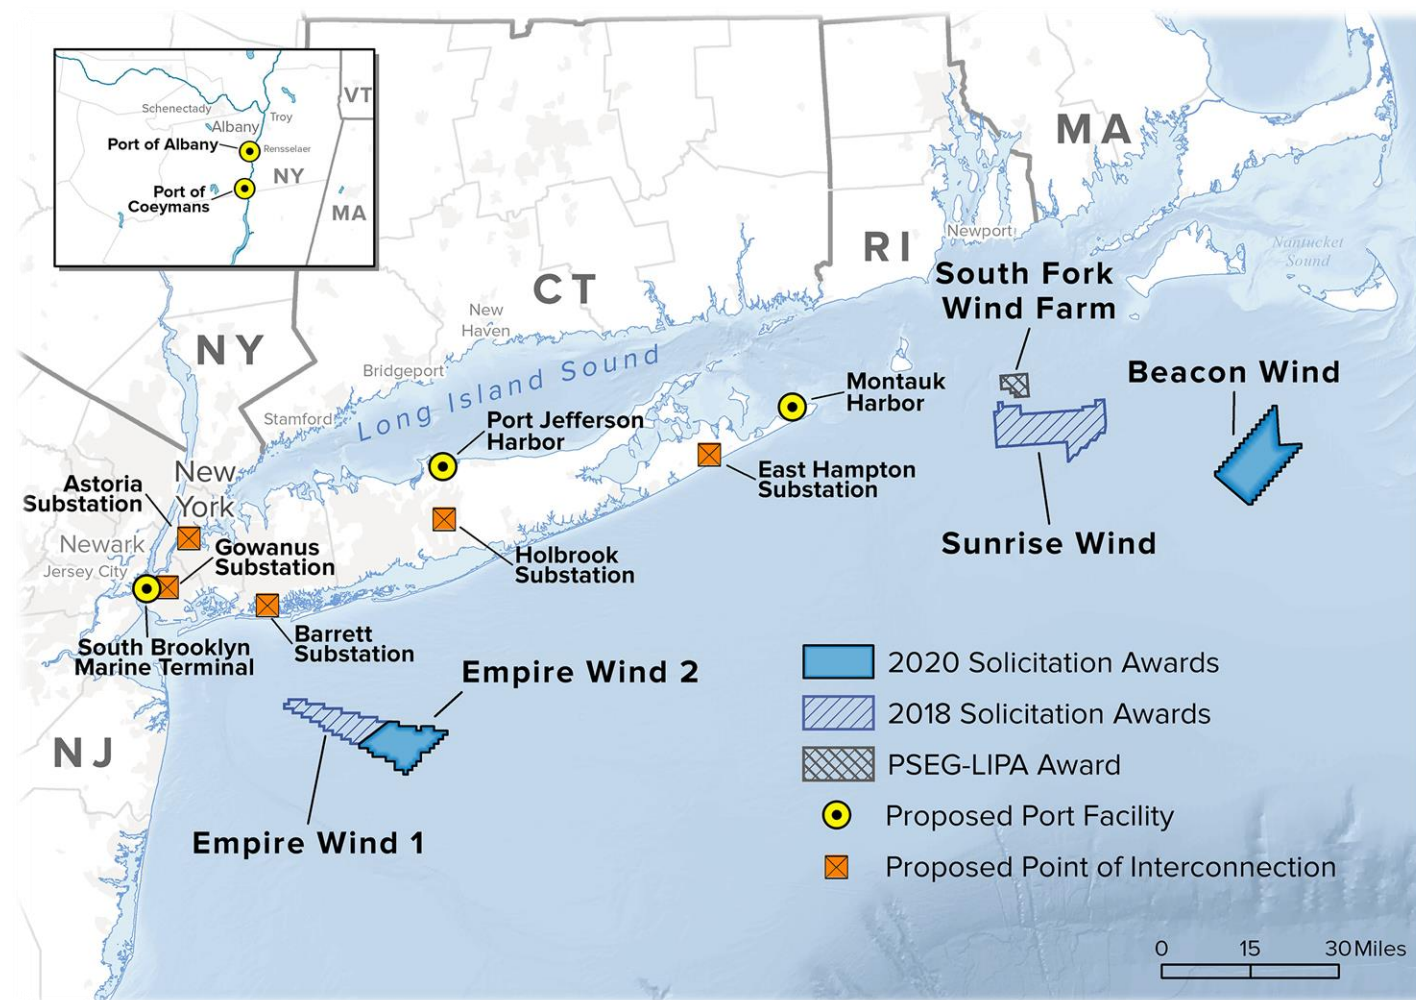 VT
Schenectady
Troy
Albany
Port of Albany
Rensselaer
NY
Port of
Coeymans
MA
MA
RI
Newport
Nantucket
Sound
CT
South Fork
Wind Farm
New
Haven
NY
Long Island Sound
Bridgeport
Beacon Wind
Montauk
Harbor
Stamford
Port Jefferson
Harbor
New
York
Astoria
Substation
East Hampton
Substation
Sunrise Wind
Newark
Gowanus
Substation
Jersey City
Holbrook
Substation
South Brooklyn
Marine Terminal
Barrett
Substation
Empire Wind 2
NJ
Empire Wind 1
2020 Solicitation Awards
2018 Solicitation Awards
PSEG-LIPA Award
Proposed Port Facility
Proposed Point of Interconnection
0 15 30 Miles